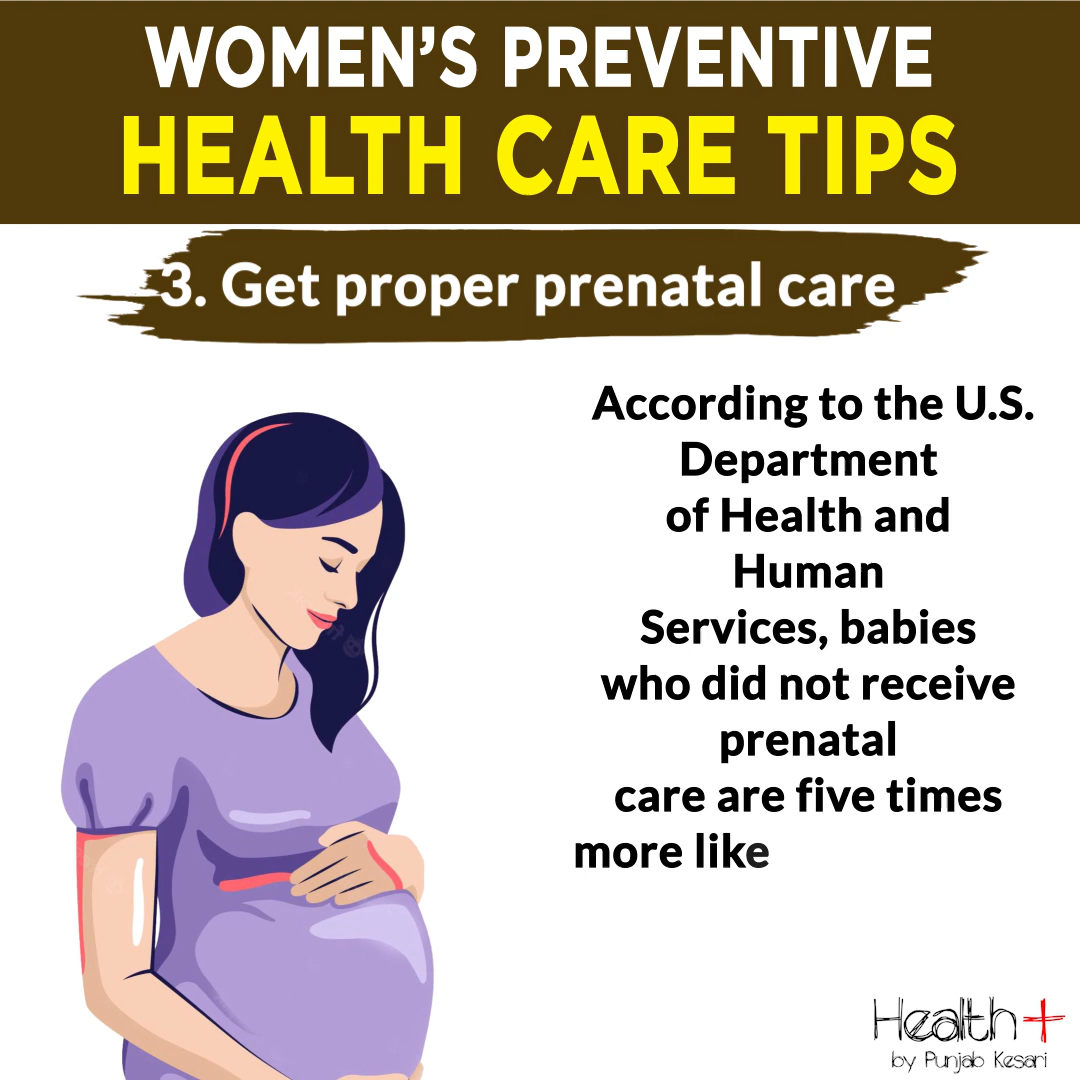 WOMEN’S PREVENTIVE
HEALTH CARE TIPS
3. Get proper prenatal care
According to the U.S.
Department
of Health and
Human
Services, babies
who did not receive
prenatal
care are five times
more like
Health+
by Punjab Kesari